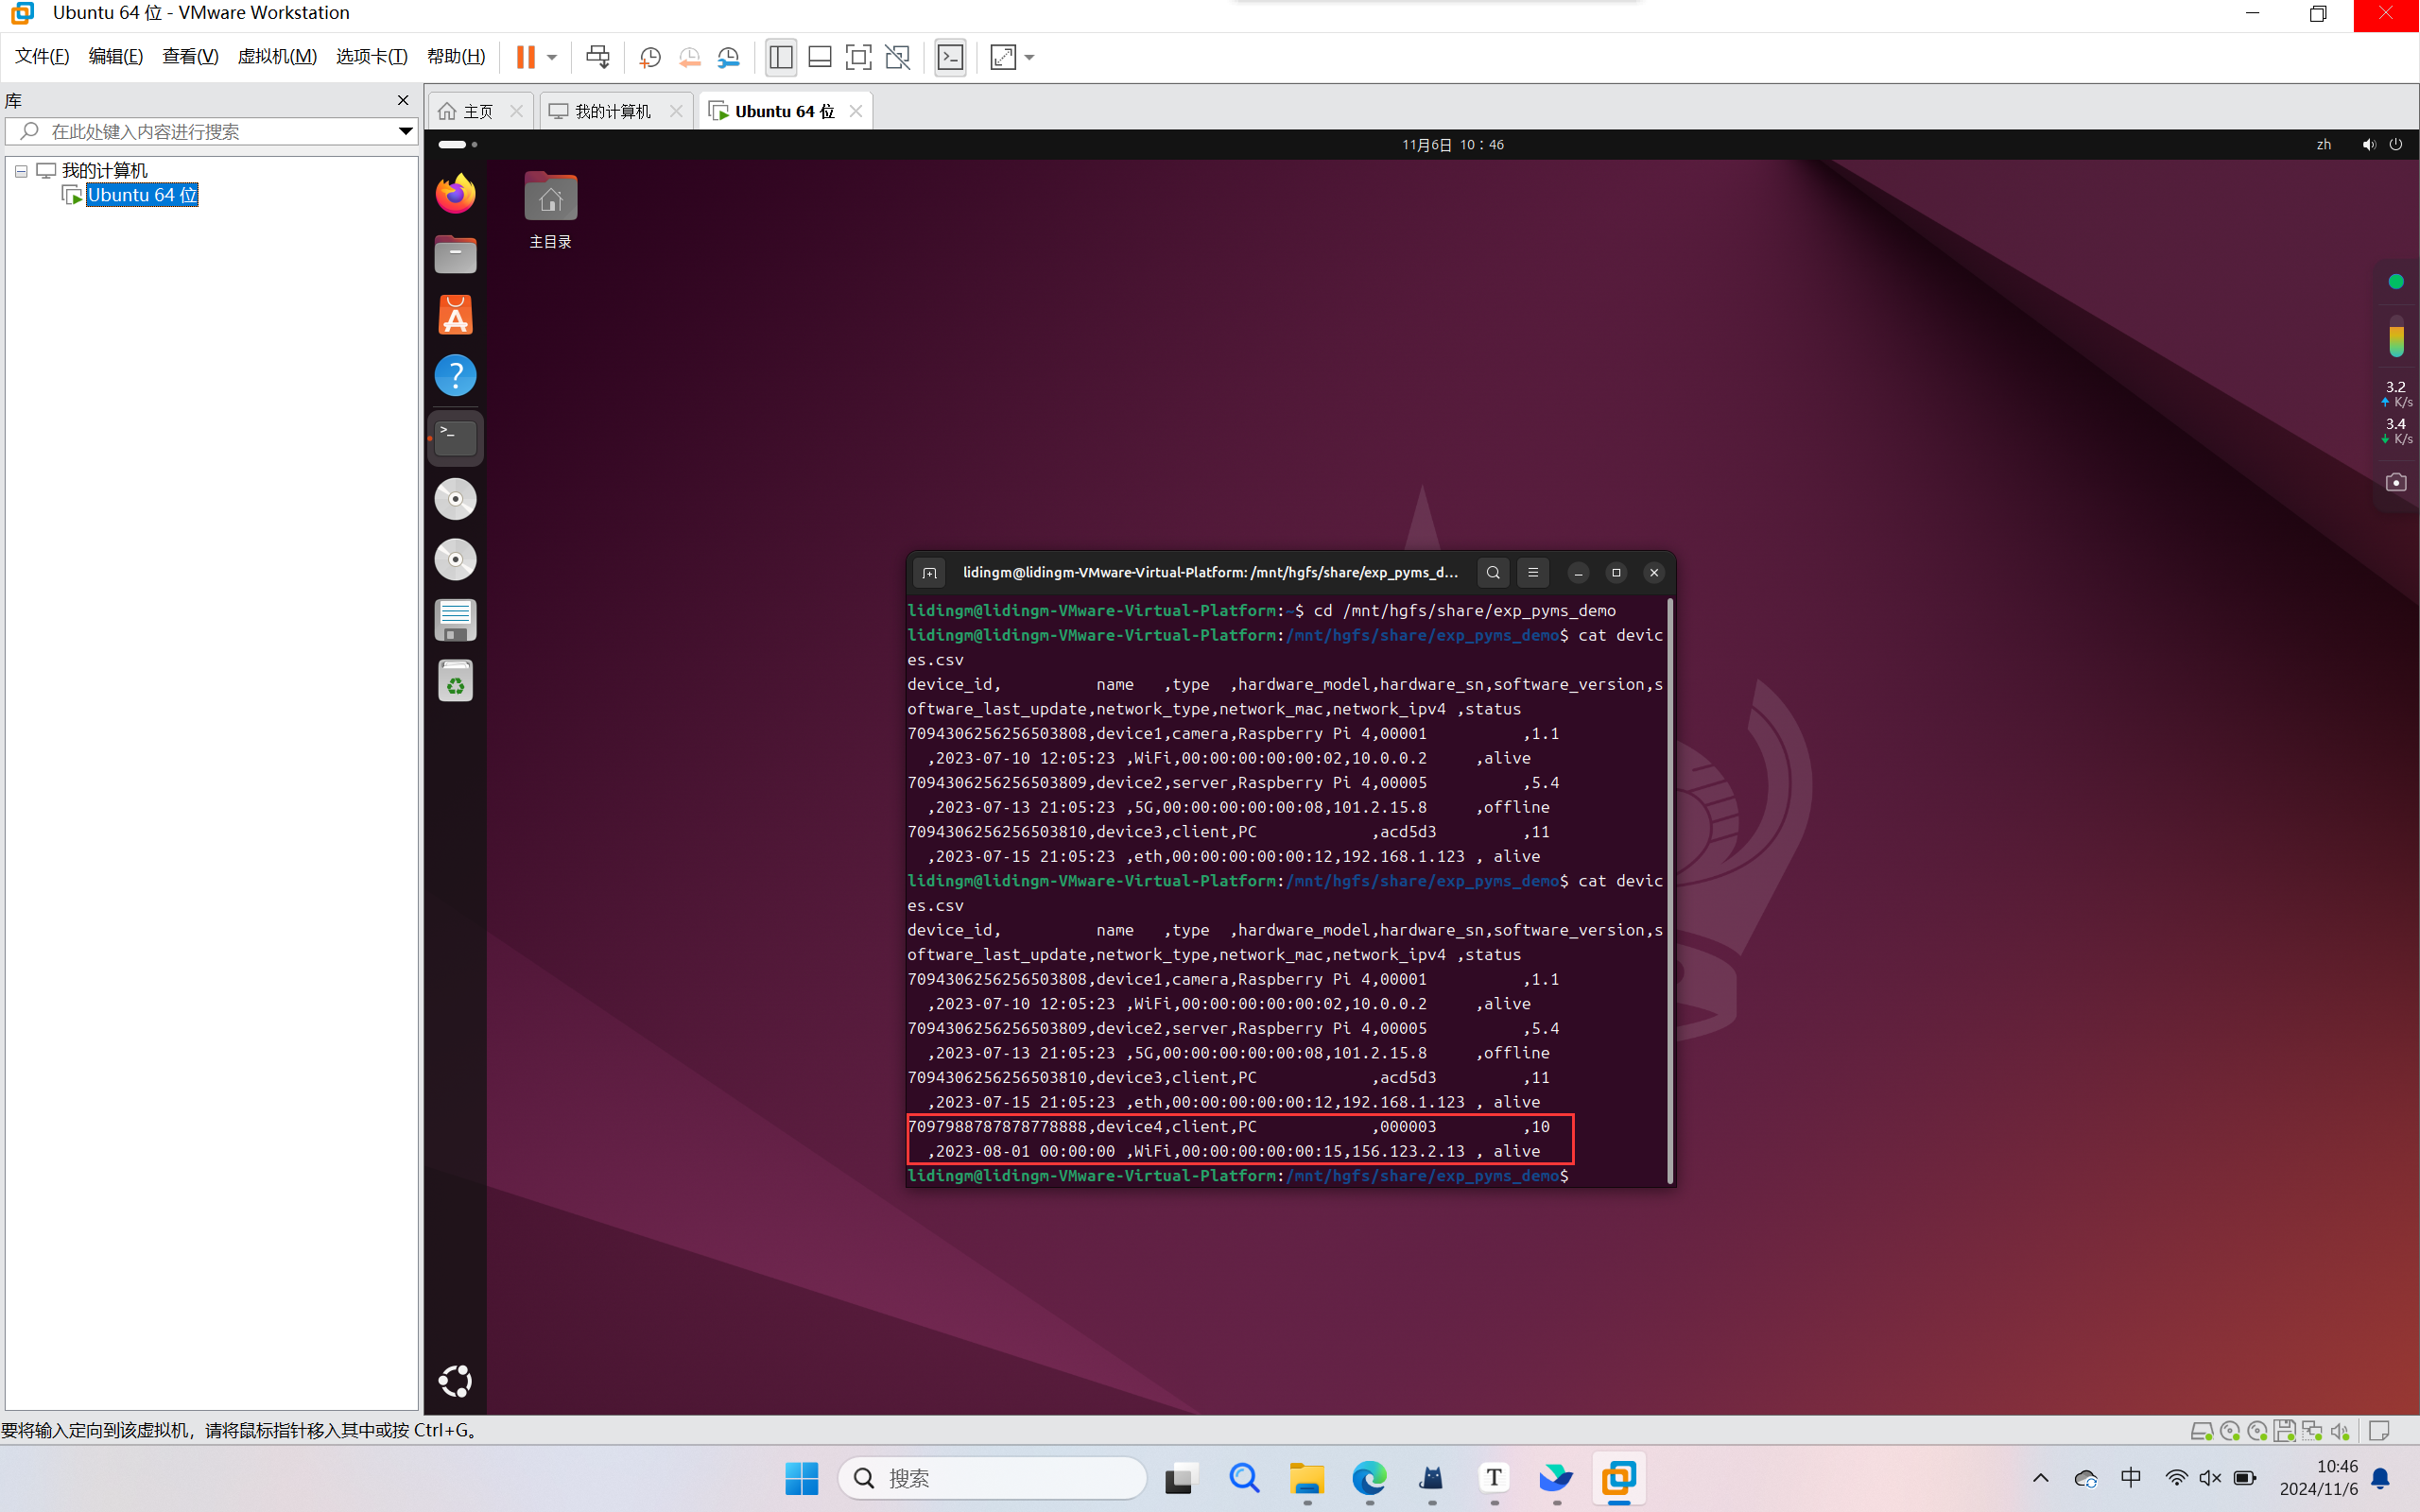 Ubuntu 64 位 - VMware Workstation
文件(F) 编辑(E) 查看(V) 虚拟机(M) 选项卡(T) 帮助(H)
库
在此处键入内容进行搜索
我的计算机
Ubuntu 64 位
主页
我的计算机
Ubuntu 64 位
11月6日 10：46
zh
主目录
3.2
K/s
3.4
K/s
lidingm@lidingm-VMware-Virtual-Platform: /mnt/hgfs/share/exp_pyms_d...
lidingm@lidingm-VMware-Virtual-Platform:~$ cd /mnt/hgfs/share/exp_pyms_demo
lidingm@lidingm-VMware-Virtual-Platform:/mnt/hgfs/share/exp_pyms_demo$ cat devic
es.csv
device_id,          name   ,type  ,hardware_model,hardware_sn,software_version,s
oftware_last_update,network_type,network_mac,network_ipv4 ,status
7094306256256503808,device1,camera,Raspberry Pi 4,00001          ,1.1
  ,2023-07-10 12:05:23 ,WiFi,00:00:00:00:00:02,10.0.0.2     ,alive
7094306256256503809,device2,server,Raspberry Pi 4,00005          ,5.4
  ,2023-07-13 21:05:23 ,5G,00:00:00:00:00:08,101.2.15.8     ,offline
7094306256256503810,device3,client,PC            ,acd5d3         ,11
  ,2023-07-15 21:05:23 ,eth,00:00:00:00:00:12,192.168.1.123 , alive
lidingm@lidingm-VMware-Virtual-Platform:/mnt/hgfs/share/exp_pyms_demo$ cat devic
es.csv
device_id,          name   ,type  ,hardware_model,hardware_sn,software_version,s
oftware_last_update,network_type,network_mac,network_ipv4 ,status
7094306256256503808,device1,camera,Raspberry Pi 4,00001          ,1.1
  ,2023-07-10 12:05:23 ,WiFi,00:00:00:00:00:02,10.0.0.2     ,alive
7094306256256503809,device2,server,Raspberry Pi 4,00005          ,5.4
  ,2023-07-13 21:05:23 ,5G,00:00:00:00:00:08,101.2.15.8     ,offline
7094306256256503810,device3,client,PC            ,acd5d3         ,11
  ,2023-07-15 21:05:23 ,eth,00:00:00:00:00:12,192.168.1.123 , alive
7097988787878778888,device4,client,PC            ,000003         ,10
  ,2023-08-01 00:00:00 ,WiFi,00:00:00:00:00:15,156.123.2.13 , alive
lidingm@lidingm-VMware-Virtual-Platform:/mnt/hgfs/share/exp_pyms_demo$
要将输入定向到该虚拟机，请将鼠标指针移入其中或按 Ctrl+G。
搜索
中
10:46
2024/11/6